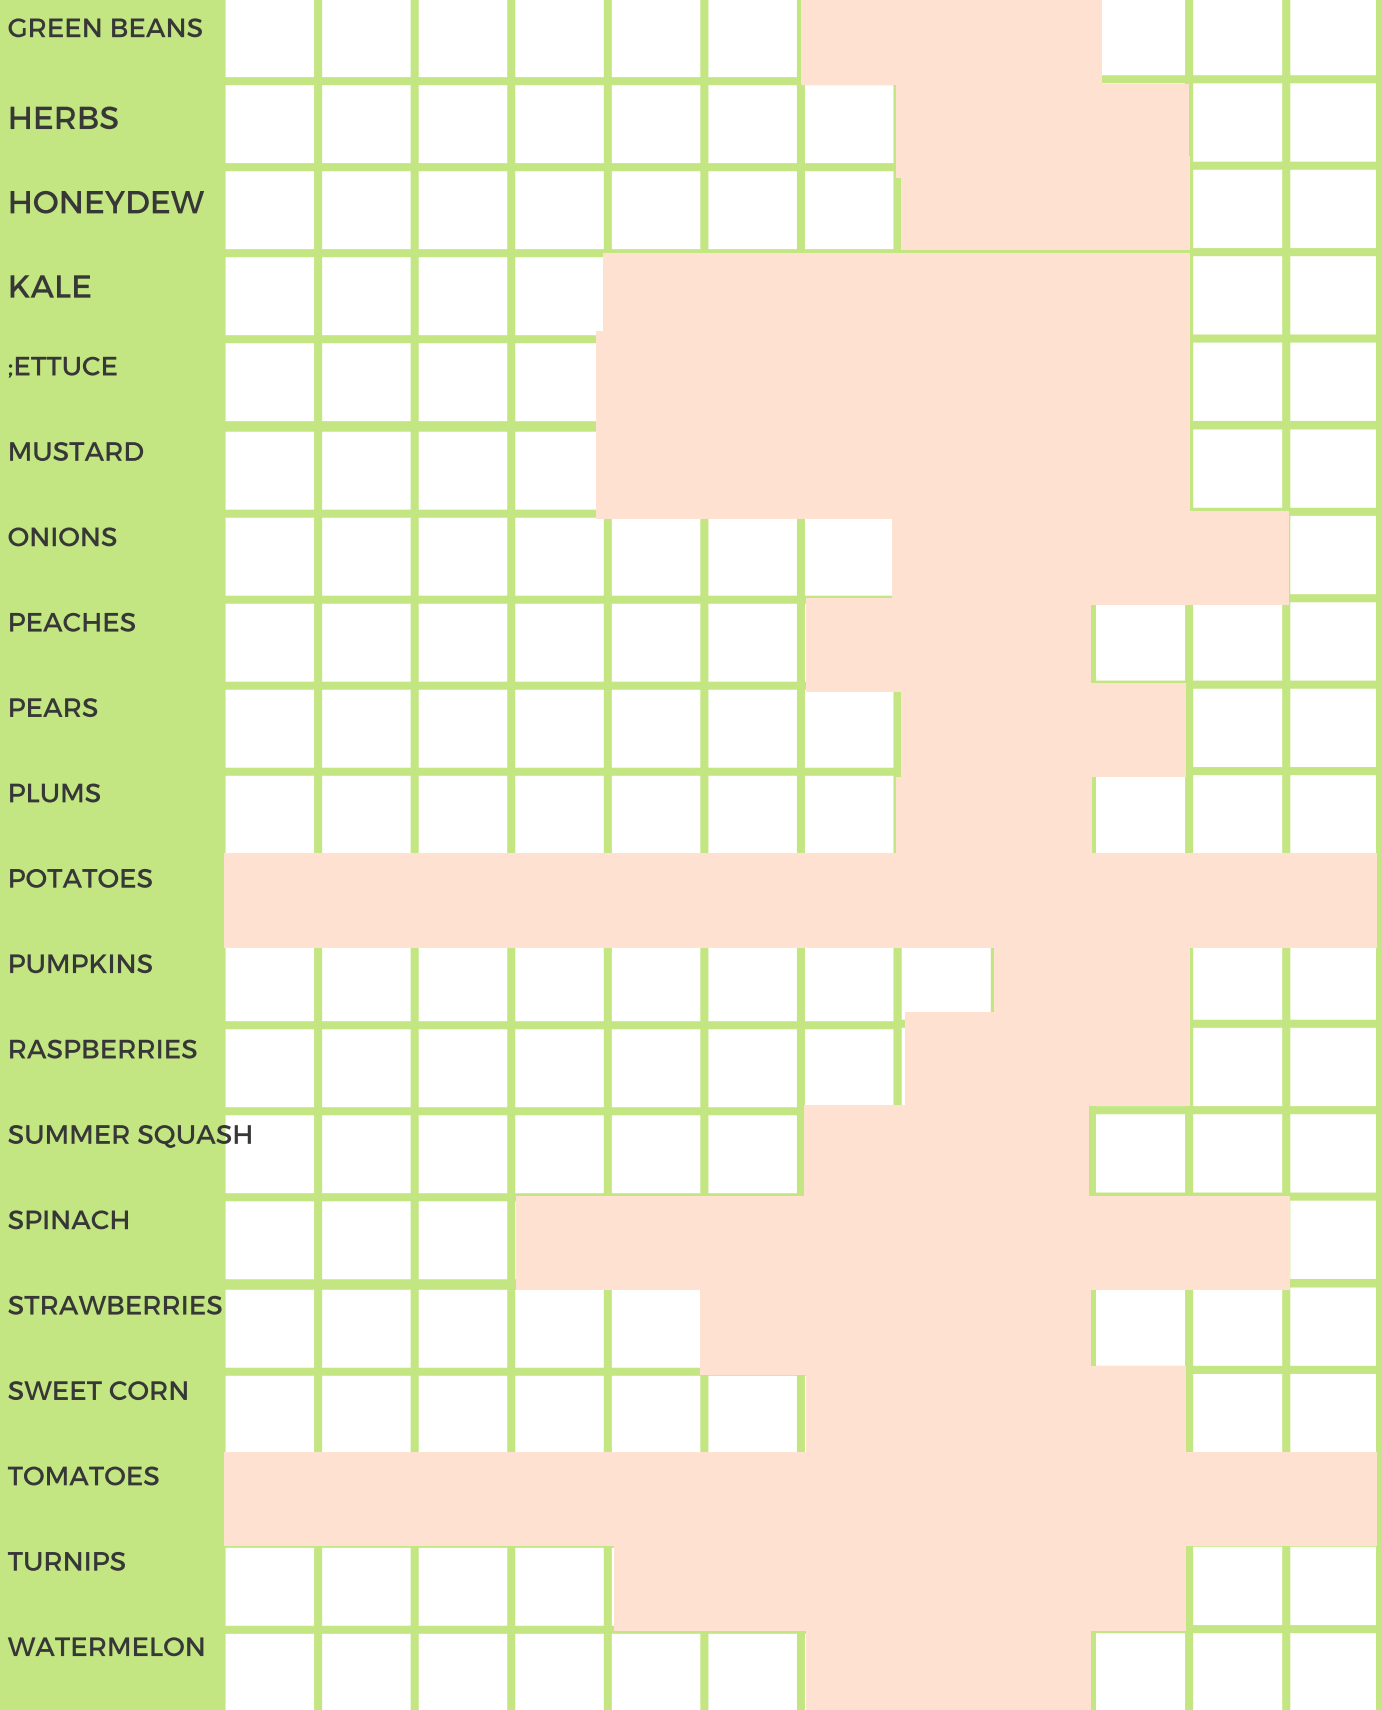 GREEN BEANS
HERBS
HONEYDEW
KALE
;ETTUCE
MUSTARD
ONIONS
PEACHES
PEARS
PLUMS
POTATOES
PUMPKINS
RASPBERRIES
SUMMER SQUASH
SPINACH
STRAWBERRIES
SWEET CORN
TOMATOES
TURNIPS
WATERMELON